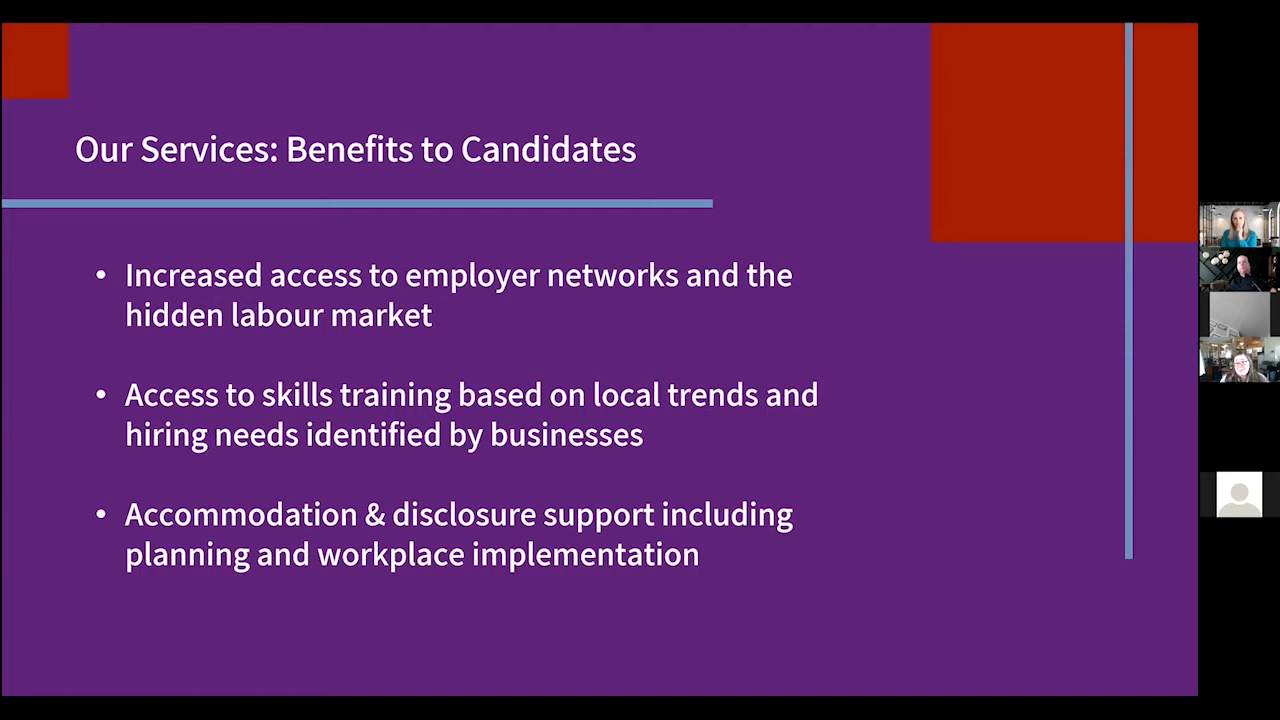 Our Services: Benefits to Candidates
• Increased access to employer networks and the
hidden labour market
• Access to skills training based on local trends and
hiring needs identified by businesses
• Accommodation & disclosure support including
planning and workplace implementation